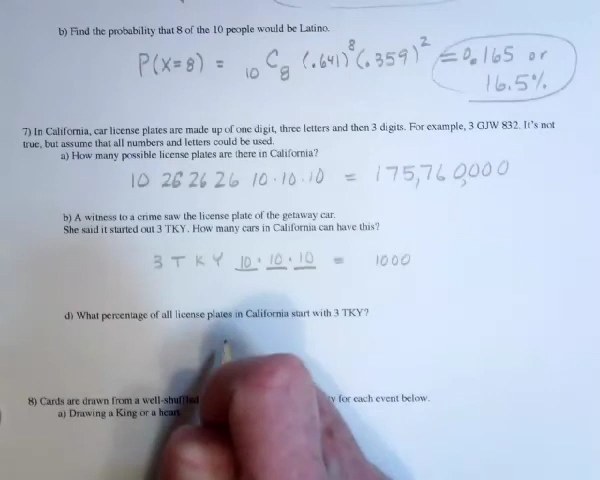 b) Find the probability that 8 of the 10 people would be Latino.
P(X=8) = 10C8 (.641)^8 (.359)^2 = 0.165 or
16.5%
7) In California, car license plates are made up of one digit, three letters and then 3 digits. For example, 3 GJW 832. It's not
true, but assume that all numbers and letters could be used.
a) How many possible license plates are there in California?
10 26 26 26 10·10·10 = 175,760,000
b) A witness to a crime saw the license plate of the getaway car.
She said it started out 3 TKY. How many cars in California can have this?
3 T K Y 10 · 10 · 10 = 1000
d) What percentage of all license plates in California start with 3 TKY?
8) Cards are drawn from a well-shuffled for each event below.
a) Drawing a King or a heart